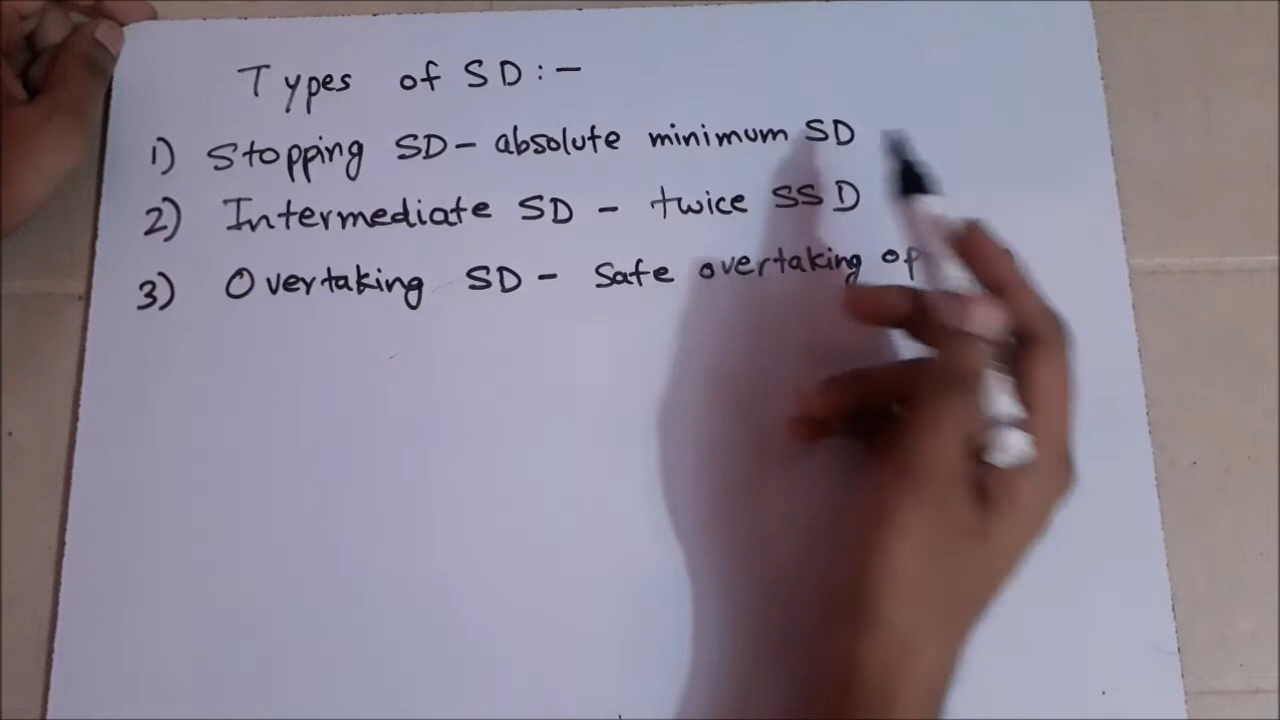 Types of SD:-
1) Stopping SD - absolute minimum SD
2) Intermediate SD - twice SSD
3) Overtaking SD - Safe overtaking